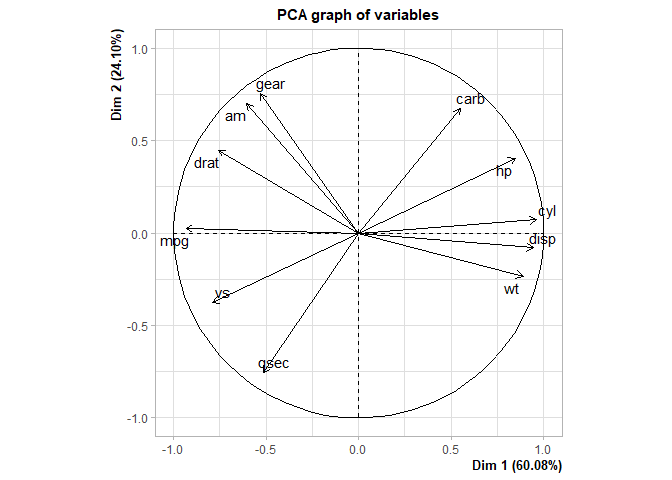 PCA graph of variables
Dim 2 (24.10%)
1.0
0.5
0.0
-0.5
-1.0
gear
carb
am
drat
hp
cyl
mpg
disp
vs
wt
qsec
-1.0
-0.5
0.0
0.5
1.0
Dim 1 (60.08%)